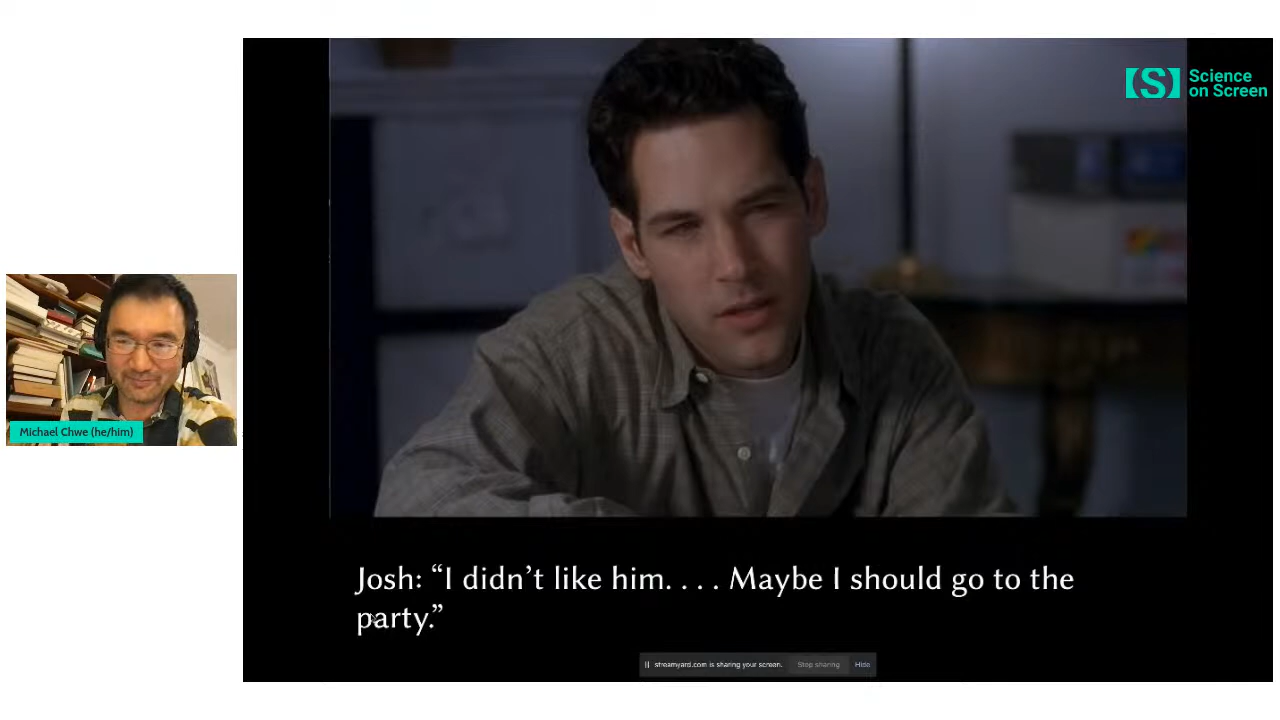 Science
on Screen
Michael Chwe (he/him)
Josh: “I didn’t like him. . . . Maybe I should go to the
party.”
streamyard.com is sharing your screen. Stop sharing Hide